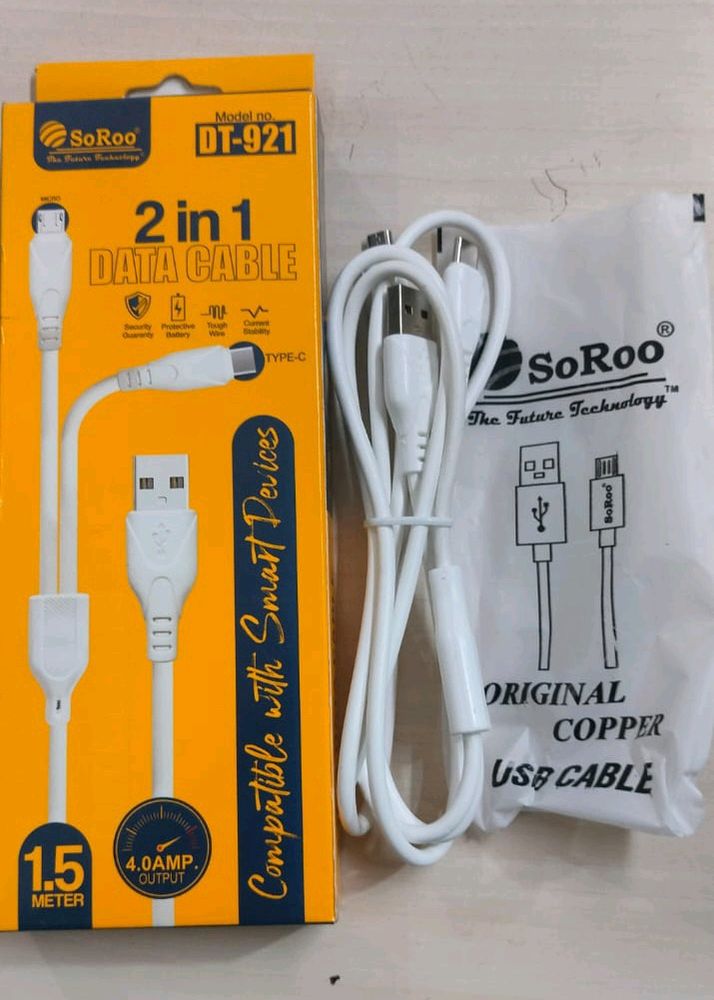 SoRoo
The Future Technology
Model no.
DT-921
MICRO
2 in 1
DATA CABLE
Security
Guaranty
Protective
Battery
Tough
Wire
Current
Stability
TYPE-C
Compatible with Smart Devices
4.0AMP.
OUTPUT
1.5
METER
SoRoo®
The Future Technology™
SoRoo
ORIGINAL
COPPER
USB CABLE